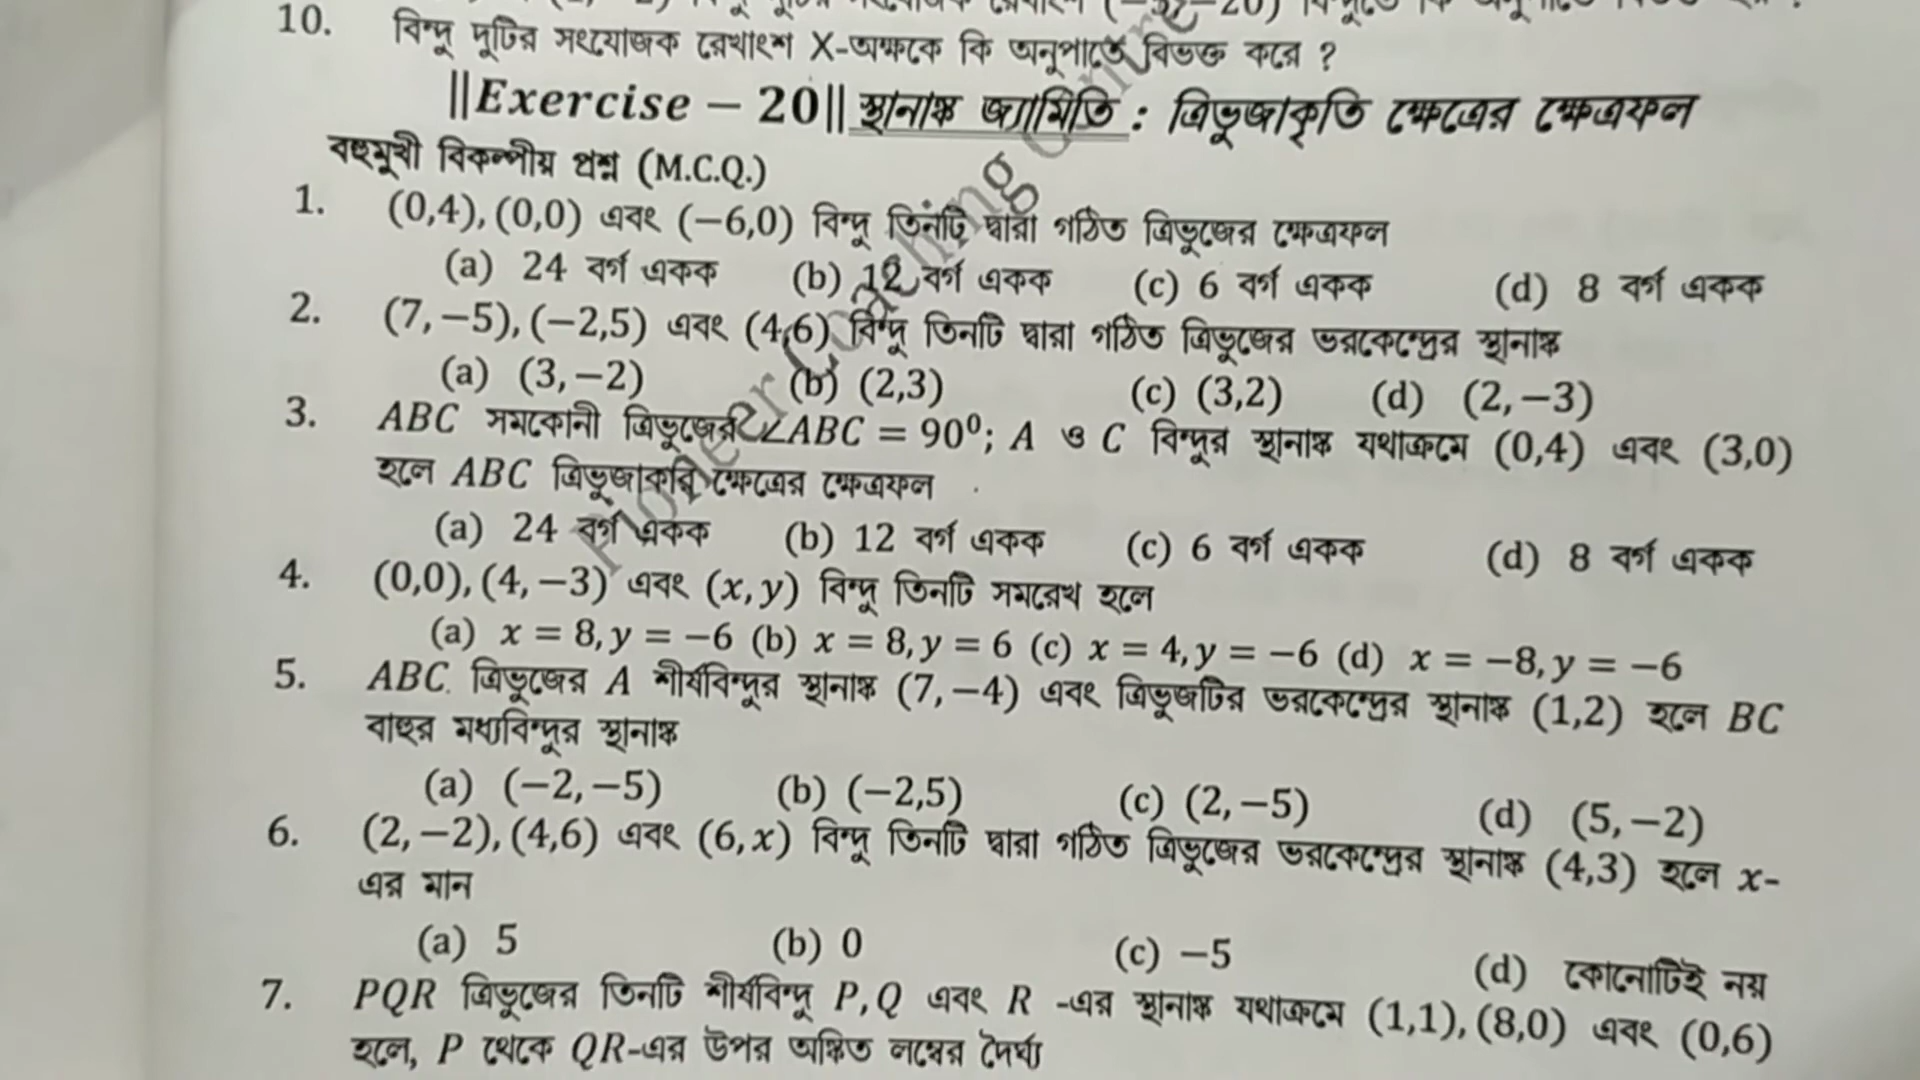 10. বিন্দু দুটির সংযোজক রেখাংশ X-অক্ষকে কি অনুপাতে বিভক্ত করে ?
||Exercise – 20|| স্থানাঙ্ক জ্যামিতি : ত্রিভুজাকৃতি ক্ষেত্রের ক্ষেত্রফল
বহুমুখী বিকল্পীয় প্রশ্ন (M.C.Q.)
1. (0,4), (0,0) এবং (−6,0) বিন্দু তিনটি দ্বারা গঠিত ত্রিভুজের ক্ষেত্রফল
(a) 24 বর্গ একক (b) 12 বর্গ একক (c) 6 বর্গ একক (d) 8 বর্গ একক
2. (7,−5), (−2,5) এবং (4,6) বিন্দু তিনটি দ্বারা গঠিত ত্রিভুজের ভরকেন্দ্রের স্থানাঙ্ক
(a) (3,−2) (b) (2,3) (c) (3,2) (d) (2,−3)
3. ABC সমকোনী ত্রিভুজের ∠ABC = 90⁰; A ও C বিন্দুর স্থানাঙ্ক যথাক্রমে (0,4) এবং (3,0)
হলে ABC ত্রিভুজাকার ক্ষেত্রের ক্ষেত্রফল
(a) 24 বর্গ একক (b) 12 বর্গ একক (c) 6 বর্গ একক (d) 8 বর্গ একক
4. (0,0), (4,−3) এবং (x,y) বিন্দু তিনটি সমরেখ হলে
(a) x = 8, y = −6 (b) x = 8, y = 6 (c) x = 4, y = −6 (d) x = −8, y = −6
5. ABC ত্রিভুজের A শীর্ষবিন্দুর স্থানাঙ্ক (7,−4) এবং ত্রিভুজটির ভরকেন্দ্রের স্থানাঙ্ক (1,2) হলে BC
বাহুর মধ্যবিন্দুর স্থানাঙ্ক
(a) (−2,−5) (b) (−2,5) (c) (2,−5) (d) (5,−2)
6. (2,−2), (4,6) এবং (6,x) বিন্দু তিনটি দ্বারা গঠিত ত্রিভুজের ভরকেন্দ্রের স্থানাঙ্ক (4,3) হলে x-
এর মান
(a) 5 (b) 0 (c) −5 (d) কোনোটিই নয়
7. PQR ত্রিভুজের তিনটি শীর্ষবিন্দু P, Q এবং R -এর স্থানাঙ্ক যথাক্রমে (1,1), (8,0) এবং (0,6)
হলে, P থেকে QR-এর উপর অঙ্কিত লম্বের দৈর্ঘ্য
Pioneer Coaching Centre